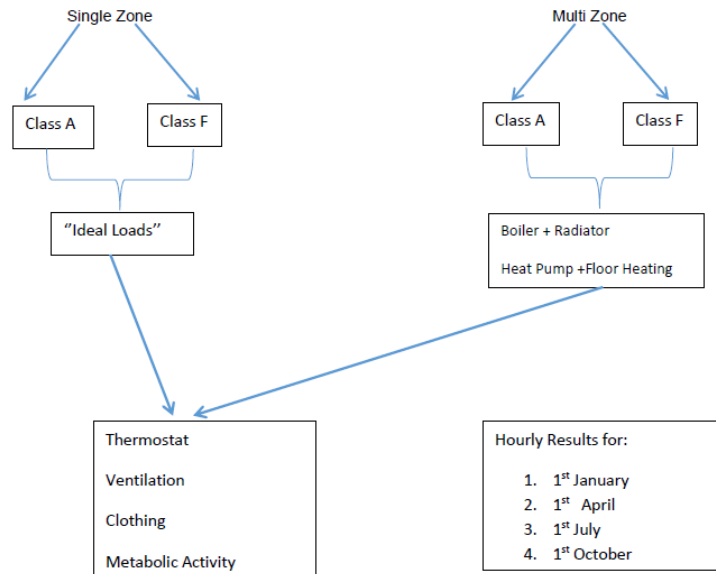 Single Zone
Multi Zone
Class A
Class F
Class A
Class F
‘’Ideal Loads’’
Boiler + Radiator
Heat Pump +Floor Heating
Thermostat
Ventilation
Clothing
Metabolic Activity
Hourly Results for:
1. 1st January
2. 1st April
3. 1st July
4. 1st October